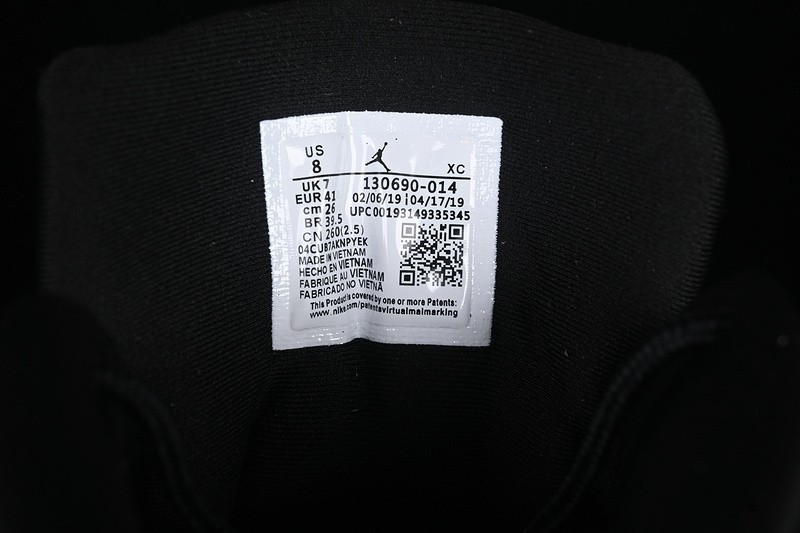 US
8
XC
UK 7
130690-014
EUR 41
02/06/19 04/17/19
cm 26
UPC00193149335345
BR 39.5
CN 260(2.5)
04CUB7AKNPYEK
MADE IN VIETNAM
HECHO EN VIETNAM
FABRIQUE AU VIETNAM
FABRICADO NO VIETNÃ
This Product is covered by one or more Patents:
www.nike.com/patentsvirtualmarking